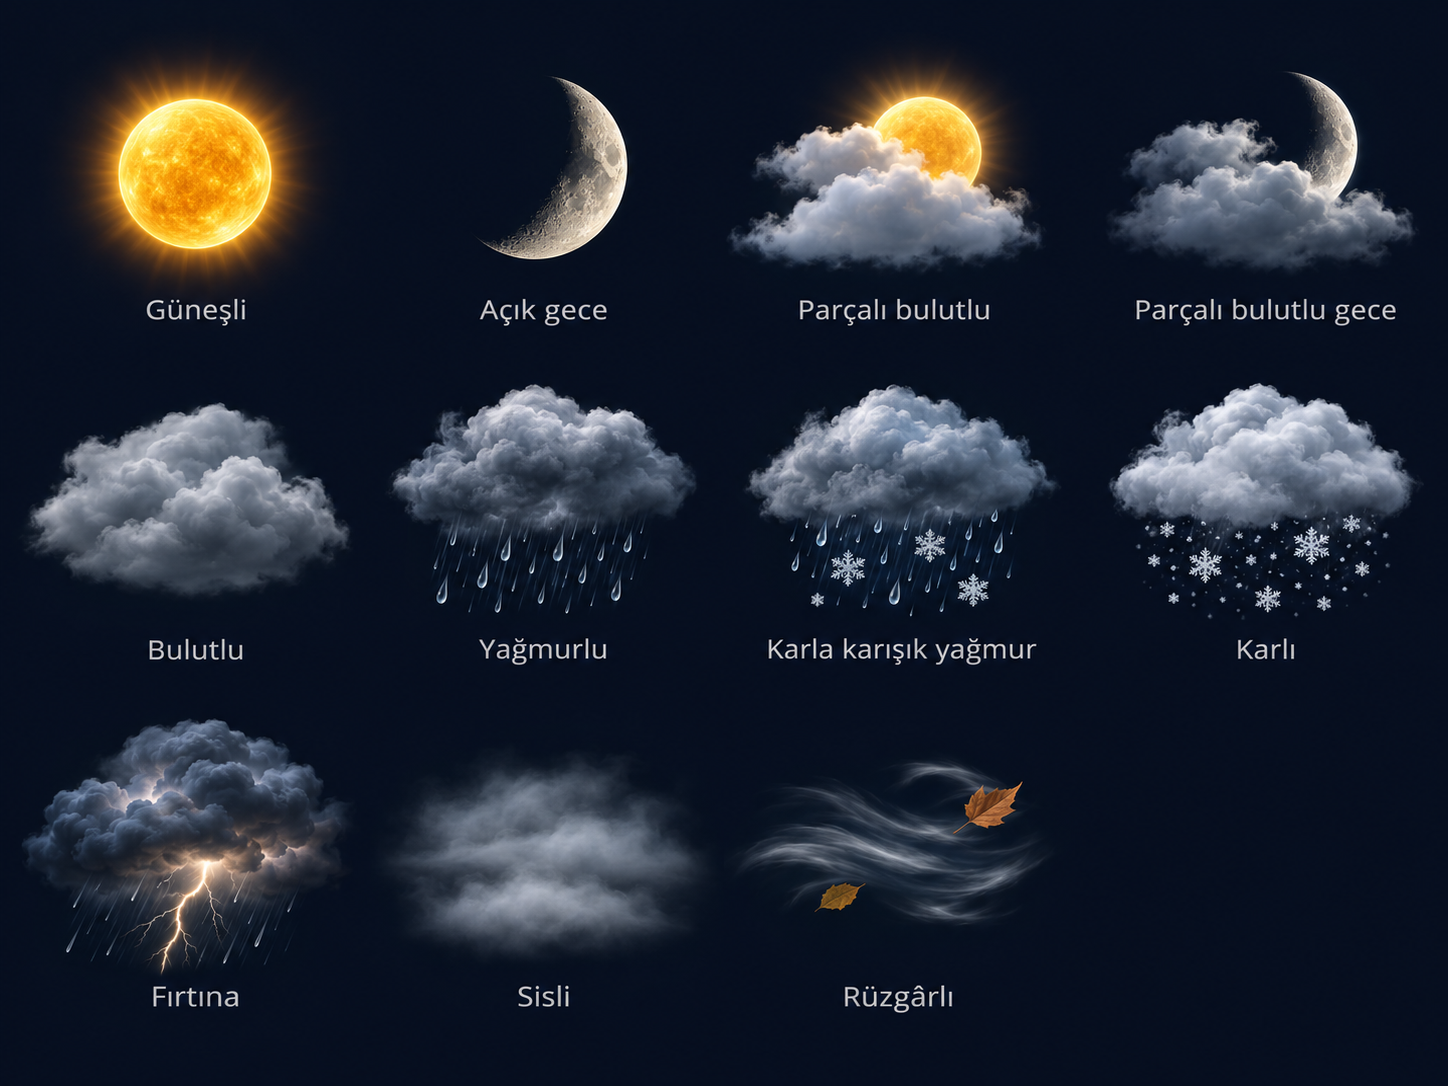 Güneşli
Açık gece
Parçalı bulutlu
Parçalı bulutlu gece
Bulutlu
Yağmurlu
Karla karışık yağmur
Karlı
Fırtına
Sisli
Rüzgârlı